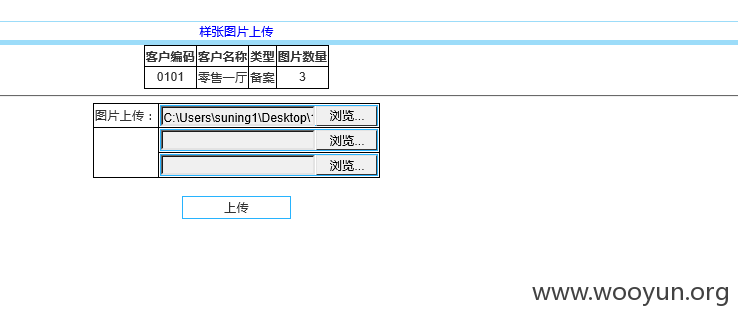 样张图片上传
客户编码 客户名称 类型 图片数量
0101 零售一厅 备案 3
图片上传： C:\Users\suning1\Desktop\ 浏览...
浏览...
浏览...
上传
www.wooyun.org